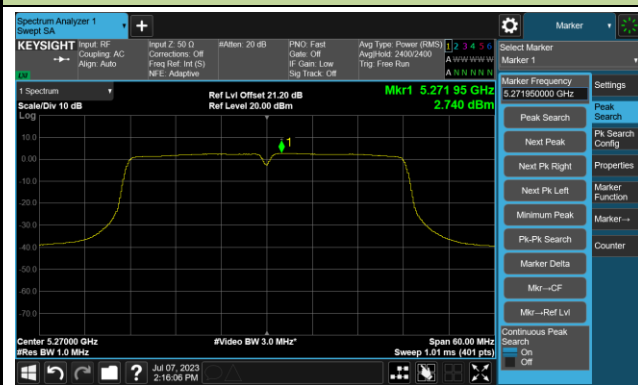 Spectrum Analyzer 1
Swept SA
Marker
KEYSIGHT
Input: RF
Coupling: AC
Align: Auto
Input Z: 50 Ω
Corrections: Off
Freq Ref: Int (S)
NFE: Adaptive
#Atten: 20 dB
PNO: Fast
Gate: Off
IF Gain: Low
Sig Track: Off
Avg Type: Power (RMS)
Avg|Hold: 2400/2400
Trig: Free Run
1 2 3 4 5 6
A W W W W W
A N N N N N
LXI
Select Marker
Marker 1
1 Spectrum
Scale/Div 10 dB
Log
Ref Lvl Offset 21.20 dB
Ref Level 20.00 dBm
Mkr1 5.271 95 GHz
2.740 dBm
Marker Frequency
5.271950000 GHz
Settings
Peak Search
Next Peak
Next Pk Right
Next Pk Left
Minimum Peak
Pk-Pk Search
Marker Delta
Mkr→CF
Mkr→Ref Lvl
Continuous Peak
Search
On
Off
Peak
Search
Pk Search
Config
Properties
Marker
Function
Marker→
Counter
10.0
0.00
-10.0
-20.0
-30.0
-40.0
-50.0
-60.0
-70.0
1
Center 5.27000 GHz
#Res BW 1.0 MHz
#Video BW 3.0 MHz*
Span 60.00 MHz
Sweep 1.01 ms (401 pts)
?
Jul 07, 2023
2:16:06 PM